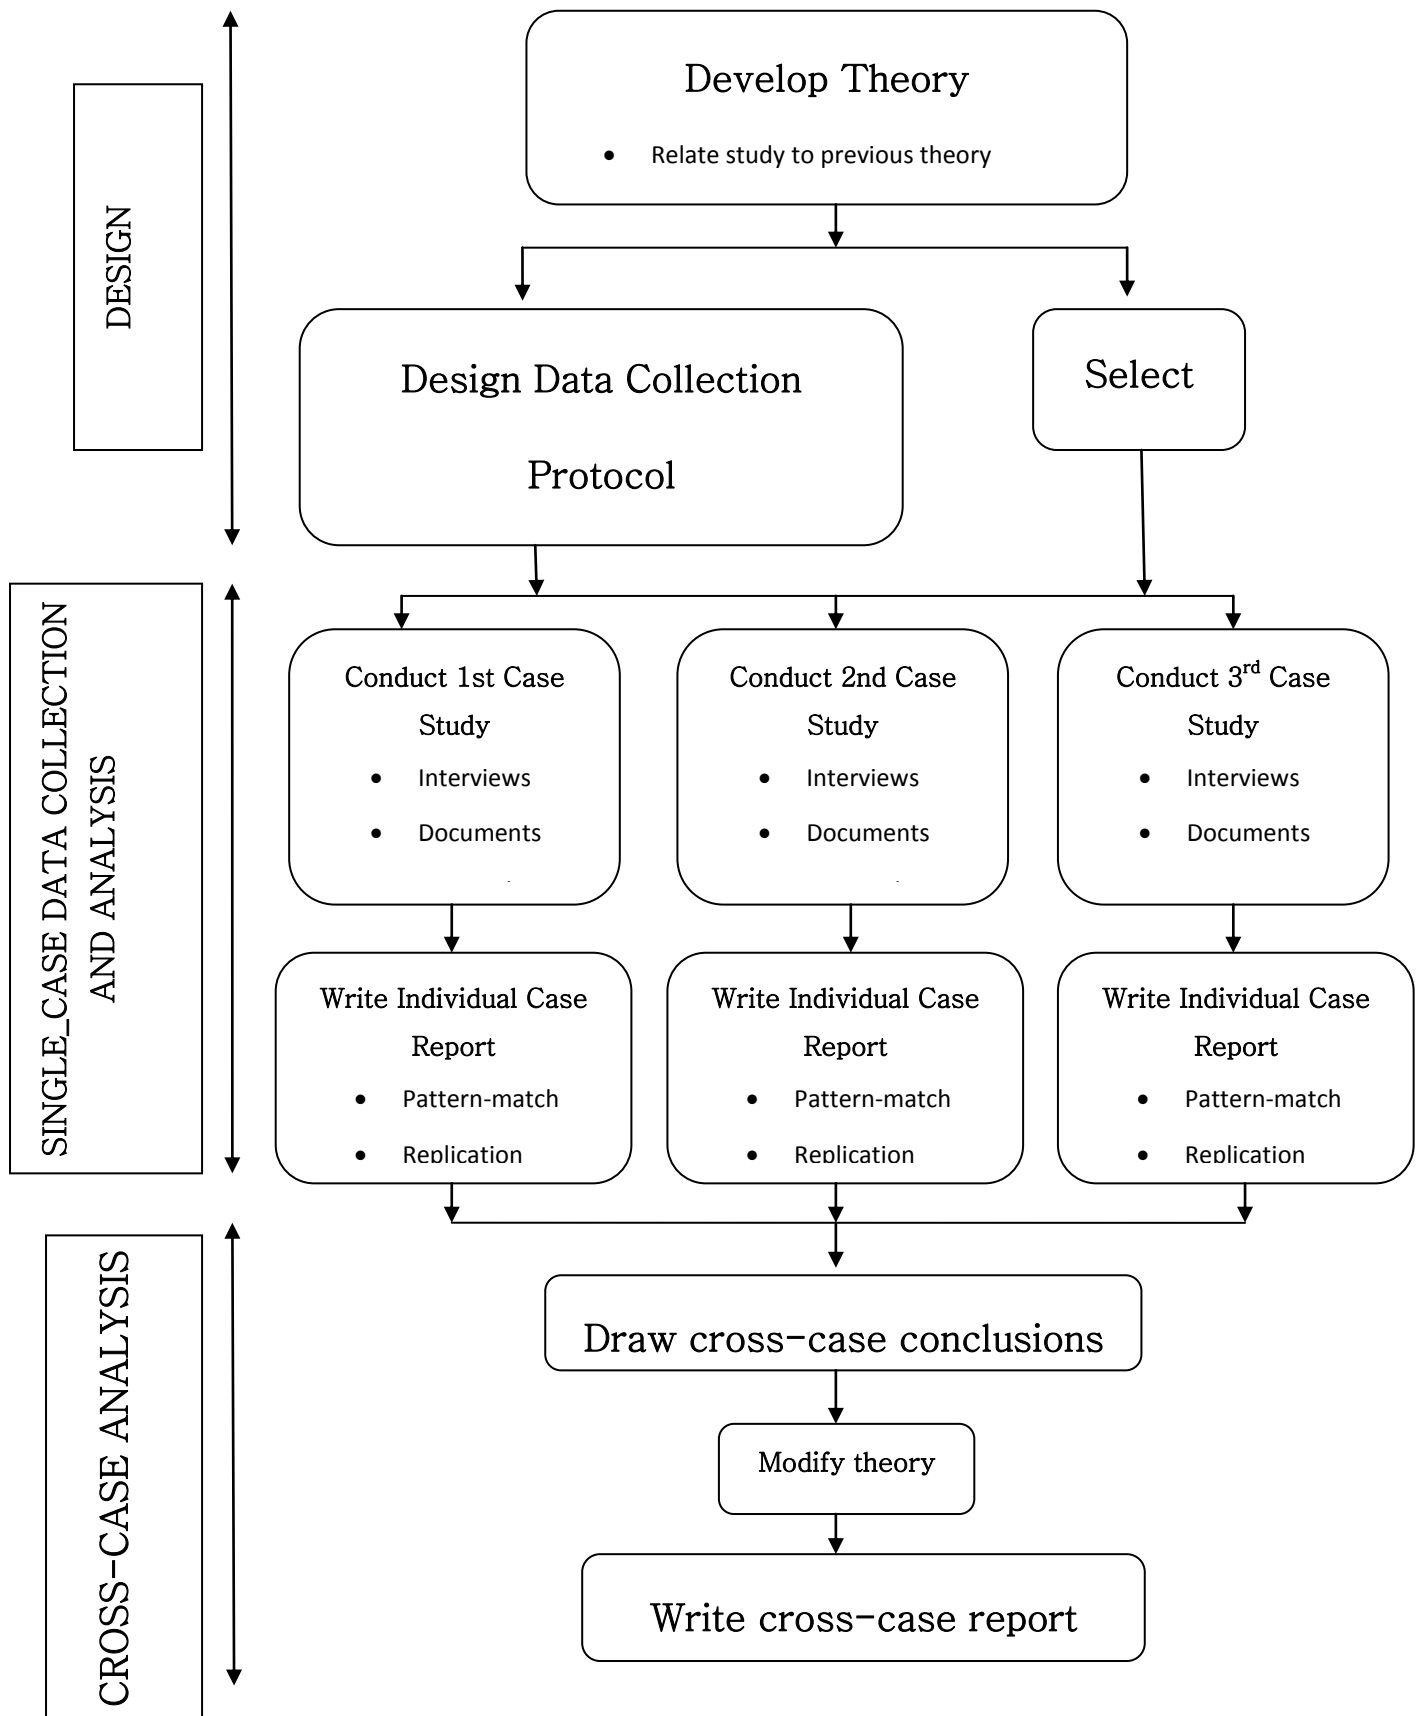 DESIGN
Develop Theory
• Relate study to previous theory
Design Data Collection
Protocol
Select
SINGLE_CASE DATA COLLECTION
AND ANALYSIS
Conduct 1st Case
Study
• Interviews
• Documents
Conduct 2nd Case
Study
• Interviews
• Documents
Conduct 3rd Case
Study
• Interviews
• Documents
Write Individual Case
Report
• Pattern-match
• Replication
Write Individual Case
Report
• Pattern-match
• Replication
Write Individual Case
Report
• Pattern-match
• Replication
CROSS-CASE ANALYSIS
Draw cross-case conclusions
Modify theory
Write cross-case report